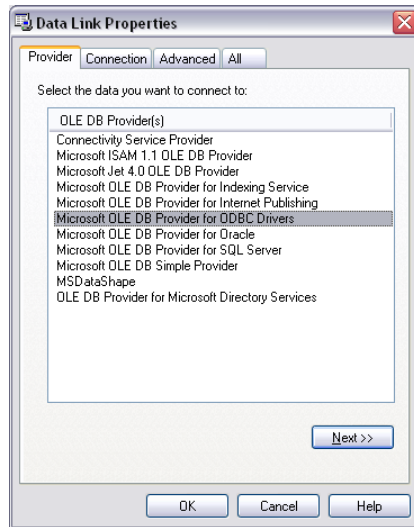 Data Link Properties
Provider Connection Advanced All
Select the data you want to connect to:
OLE DB Provider(s)
Connectivity Service Provider
Microsoft ISAM 1.1 OLE DB Provider
Microsoft Jet 4.0 OLE DB Provider
Microsoft OLE DB Provider for Indexing Service
Microsoft OLE DB Provider for Internet Publishing
Microsoft OLE DB Provider for ODBC Drivers
Microsoft OLE DB Provider for Oracle
Microsoft OLE DB Provider for SQL Server
Microsoft OLE DB Simple Provider
MSDataShape
OLE DB Provider for Microsoft Directory Services
Next >>
OK Cancel Help